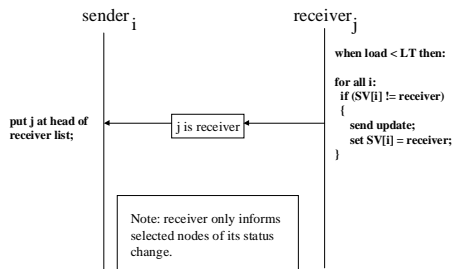 sender i
receiver j
when load < LT then:
for all i:
if (SV[i] != receiver)
{
send update;
set SV[i] = receiver;
}
put j at head of
receiver list;
j is receiver
Note: receiver only informs
selected nodes of its status
change.